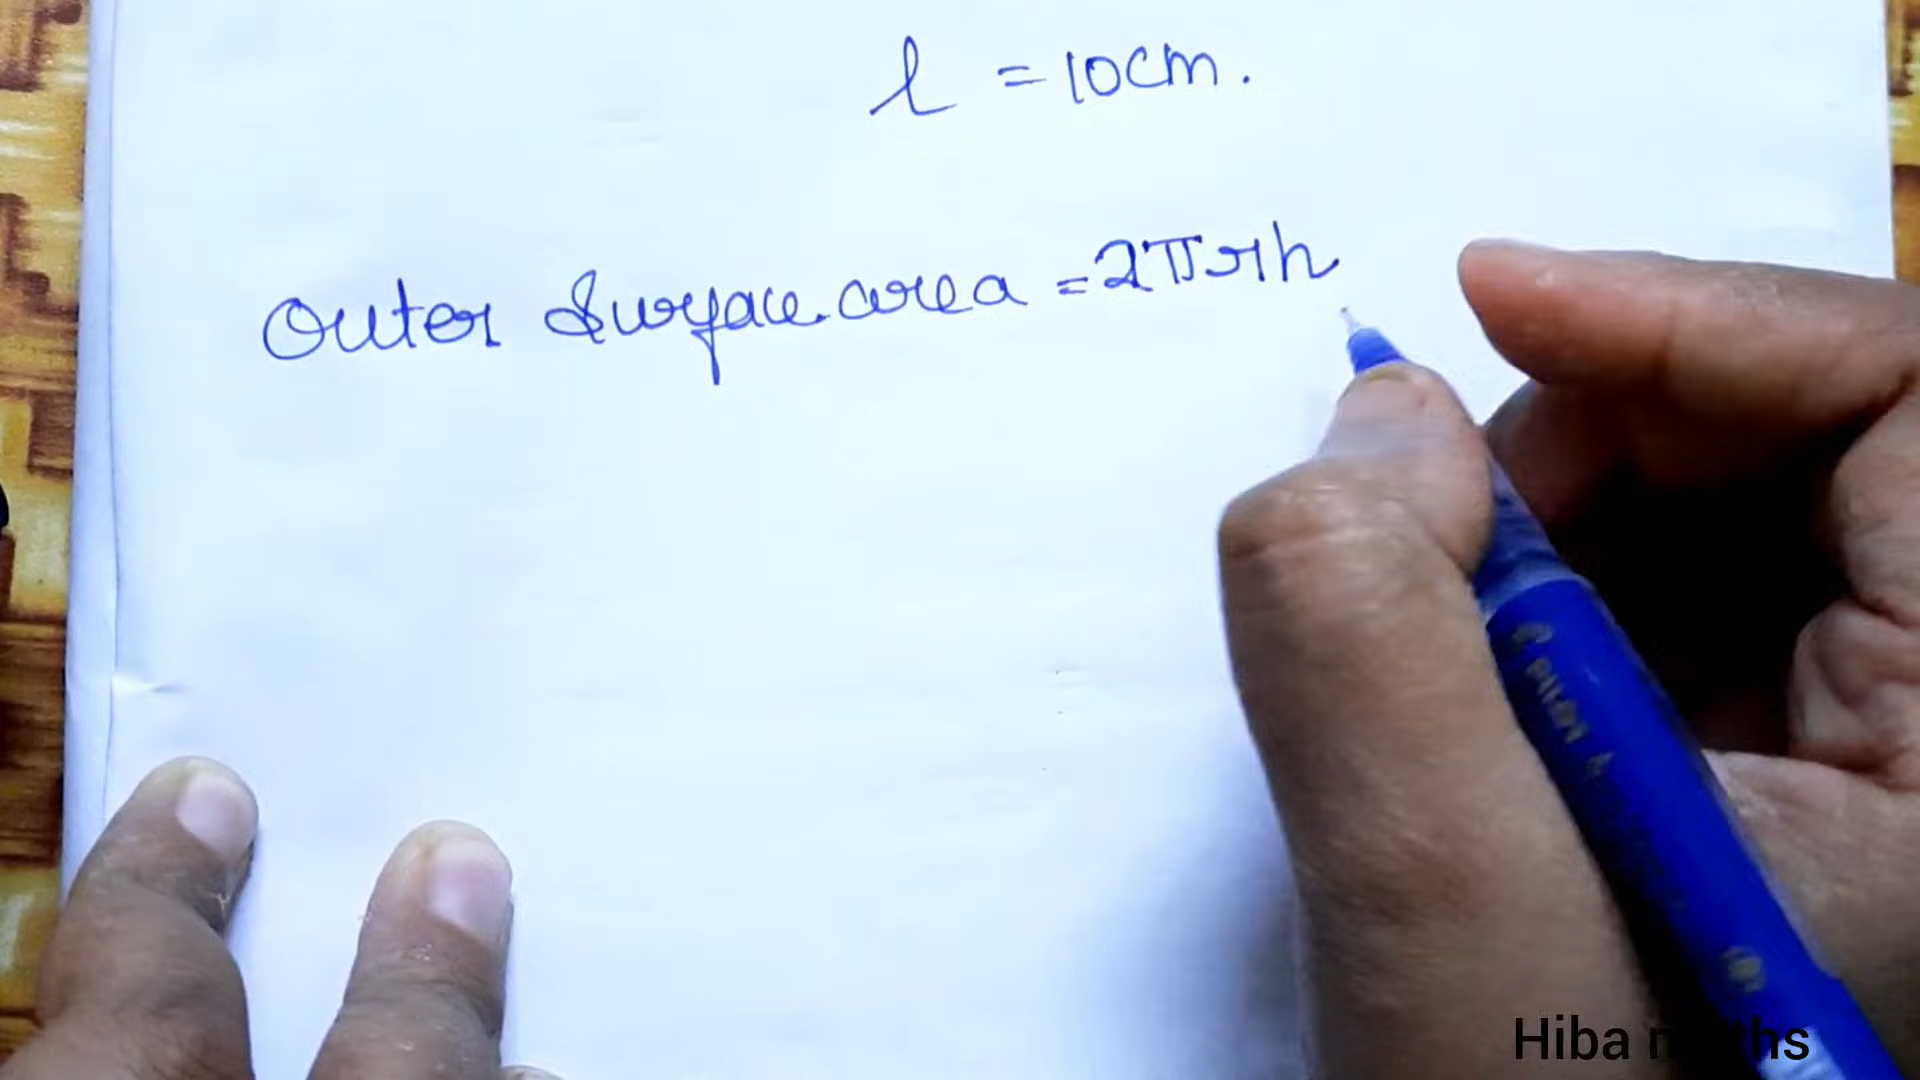 l = 10cm.
Outer Surface area = 2πrh
Hiba